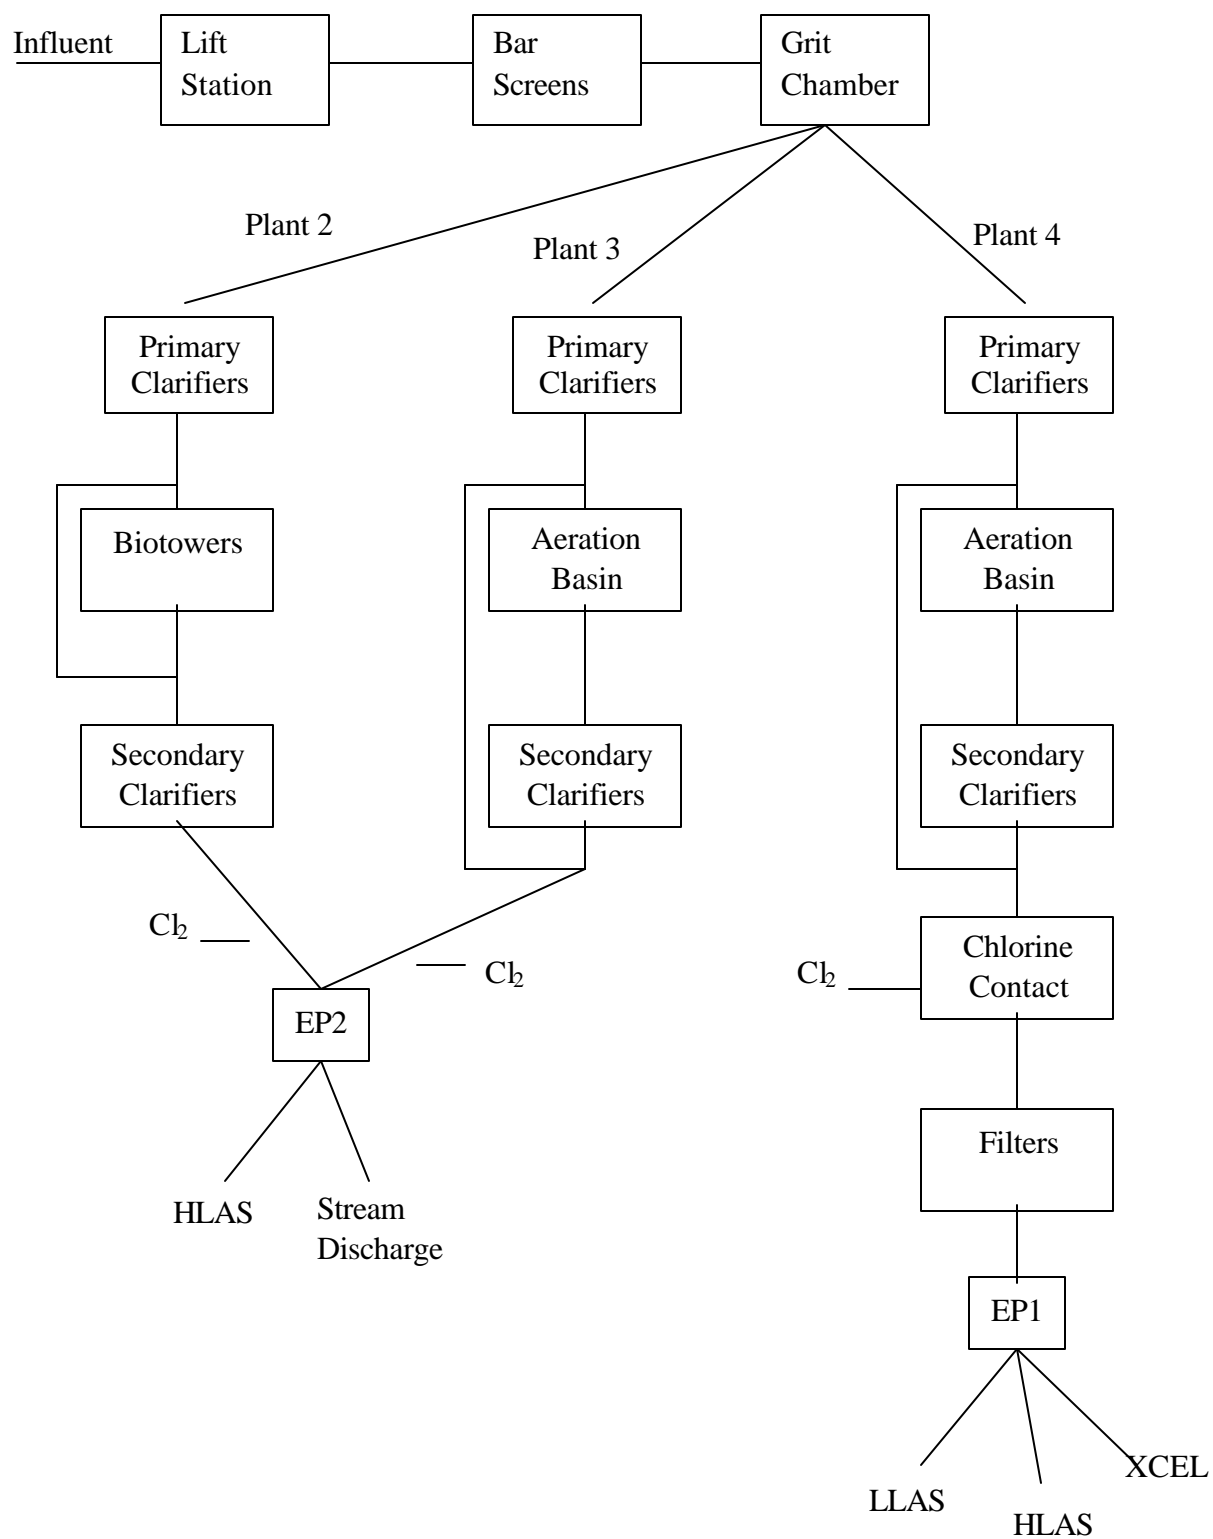 Influent
Lift
Station
Bar
Screens
Grit
Chamber
Plant 2
Plant 3
Plant 4
Primary
Clarifiers
Primary
Clarifiers
Primary
Clarifiers
Biotowers
Aeration
Basin
Aeration
Basin
Secondary
Clarifiers
Secondary
Clarifiers
Secondary
Clarifiers
Cl2
Cl2
Cl2
Chlorine
Contact
EP2
HLAS
Stream
Discharge
Filters
EP1
LLAS
HLAS
XCEL